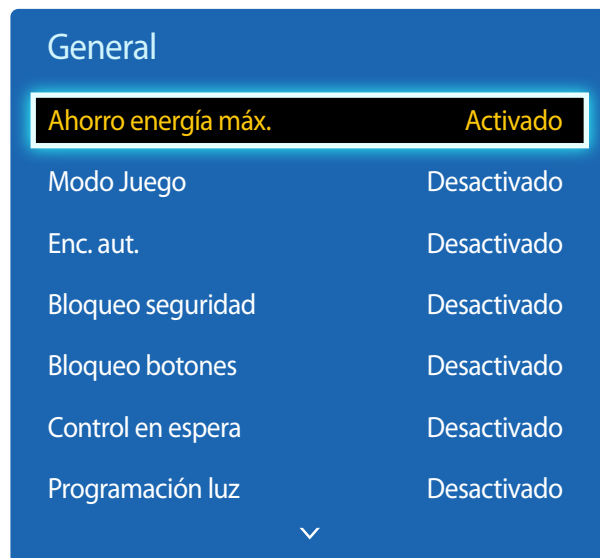 General
Ahorro energía máx. Activado
Modo Juego Desactivado
Enc. aut. Desactivado
Bloqueo seguridad Desactivado
Bloqueo botones Desactivado
Control en espera Desactivado
Programación luz Desactivado